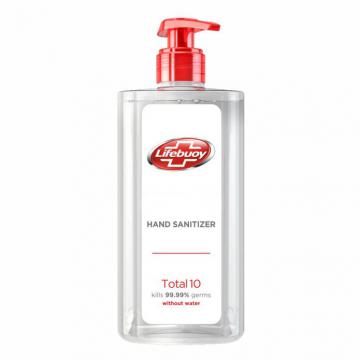 Lifebuoy
HAND SANITIZER
Total 10
kills 99.99% germs
without water